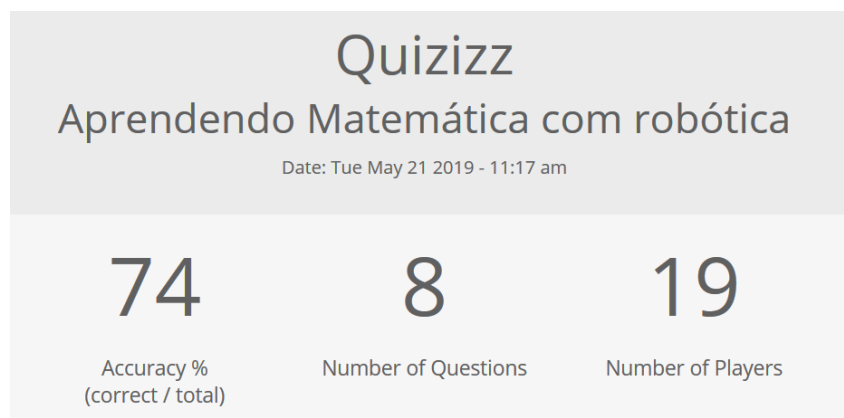 Quizizz
Aprendendo Matemática com robótica
Date: Tue May 21 2019 - 11:17 am
74
8
19
Accuracy %
(correct / total)
Number of Questions
Number of Players